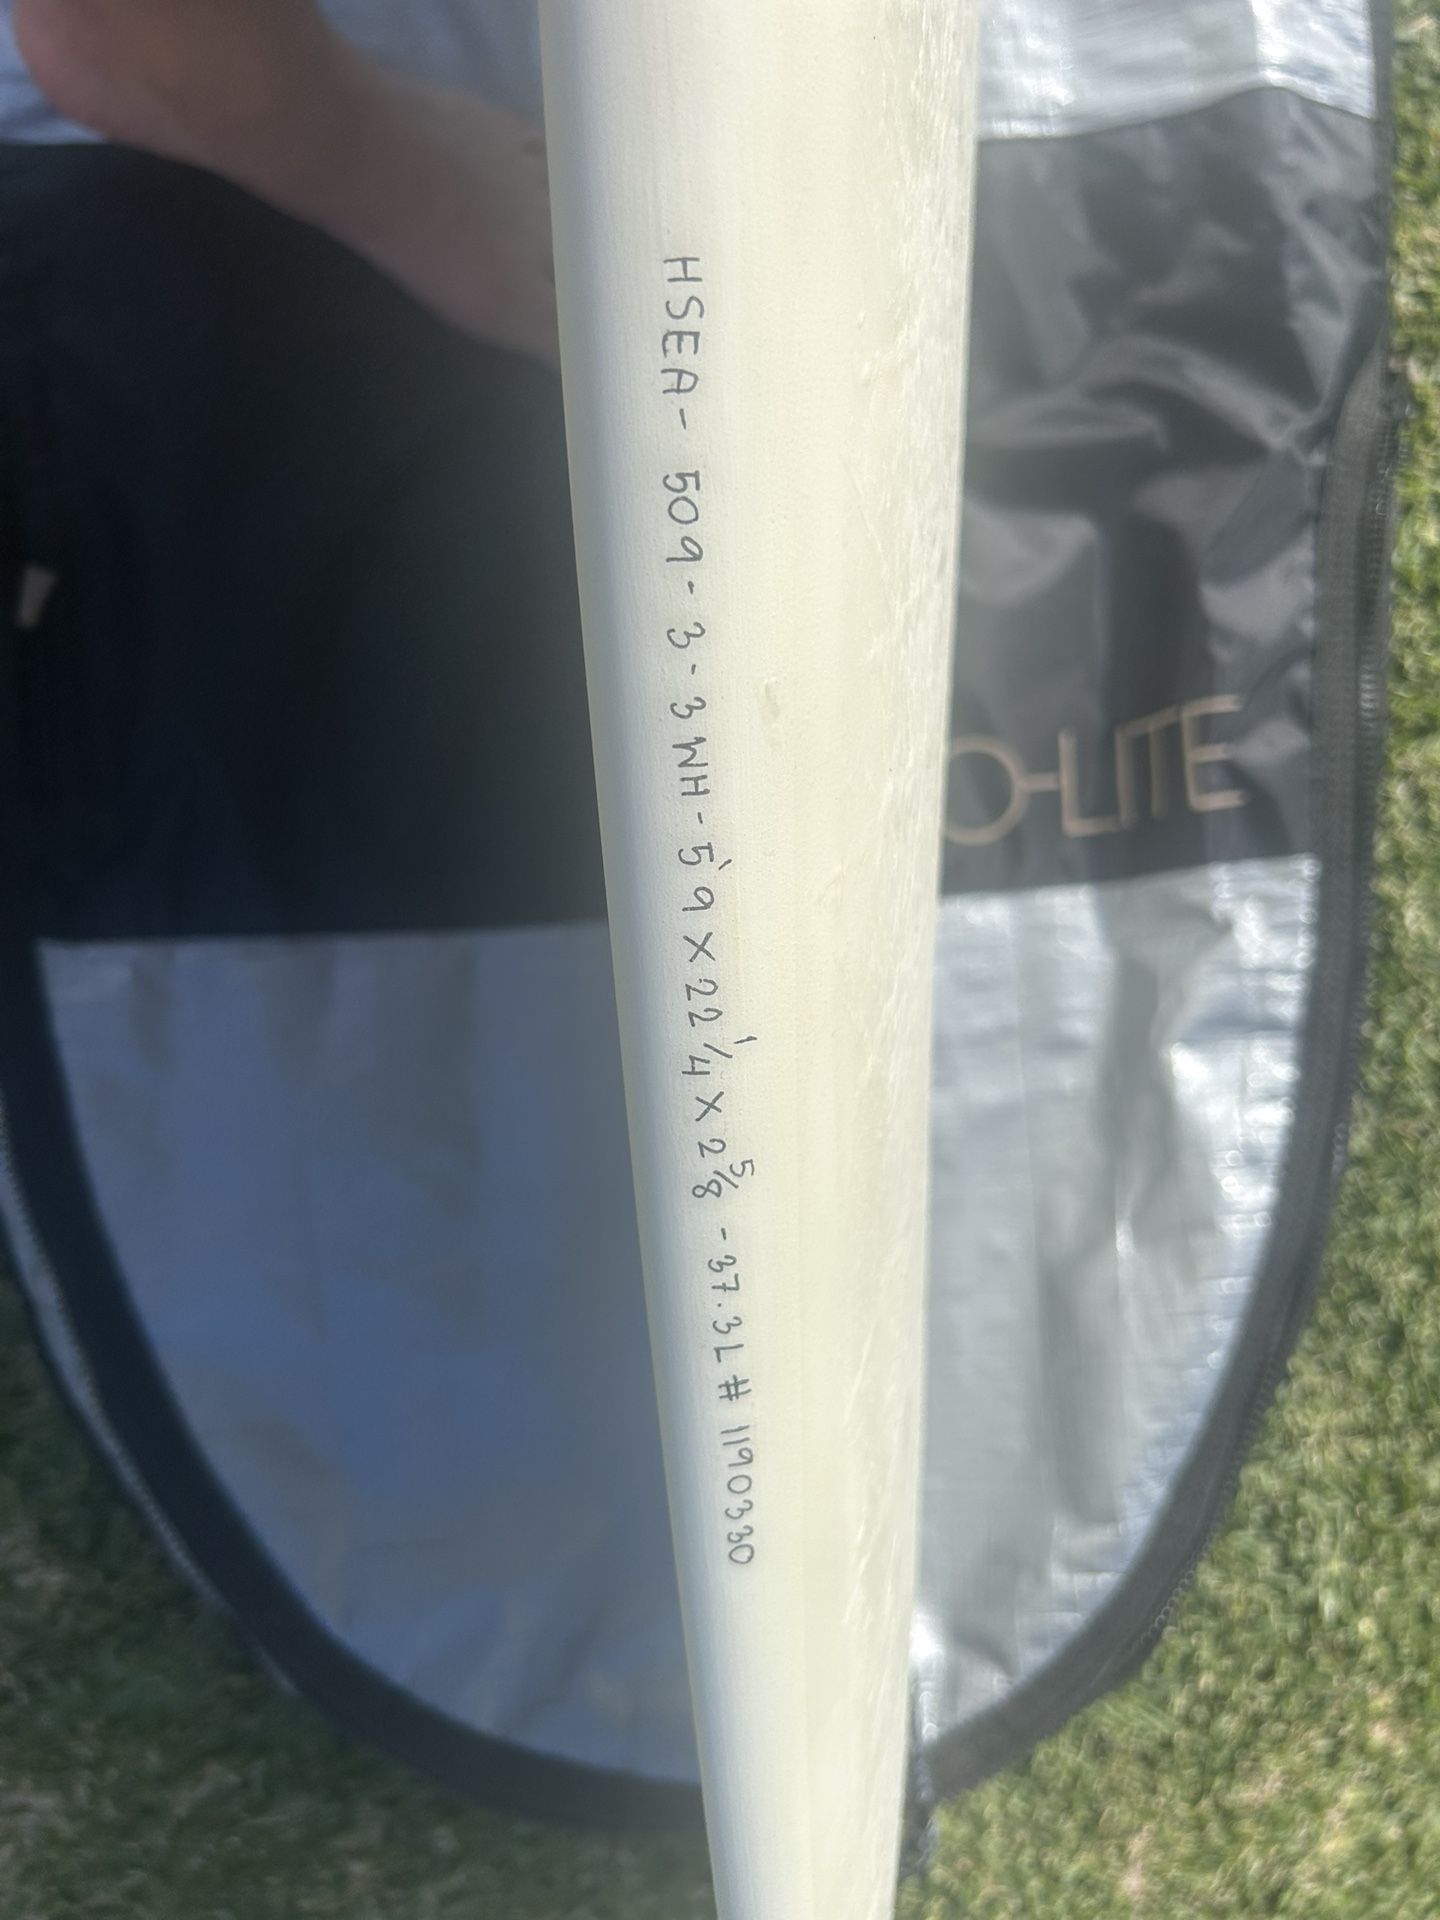 HSEA - 509 - 3 - 3WH - 5'9 X 22 1/4 X 2 5/8 - 37.3L # 1190330
O-LITE